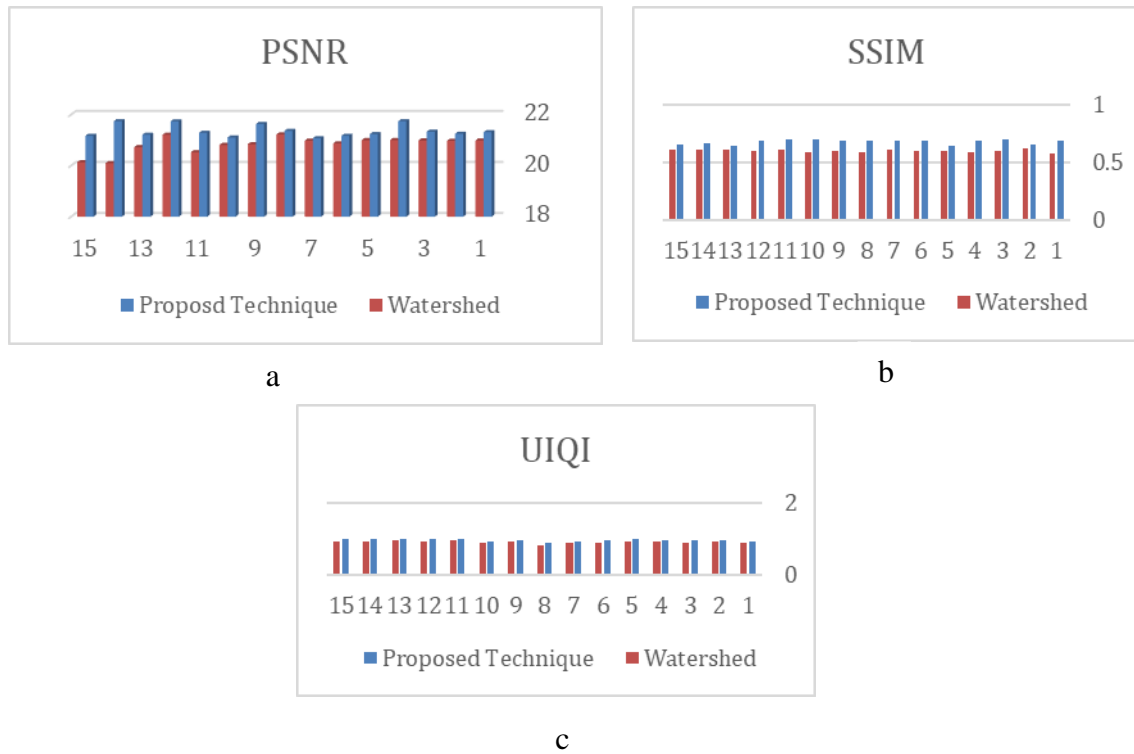 PSNR
22
20
18
15 13 11 9 7 5 3 1
Proposd Technique Watershed
a
SSIM
1
0.5
0
15 14 13 12 11 10 9 8 7 6 5 4 3 2 1
Proposed Technique Watershed
b
UIQI
2
0
15 14 13 12 11 10 9 8 7 6 5 4 3 2 1
Proposed Technique Watershed
c